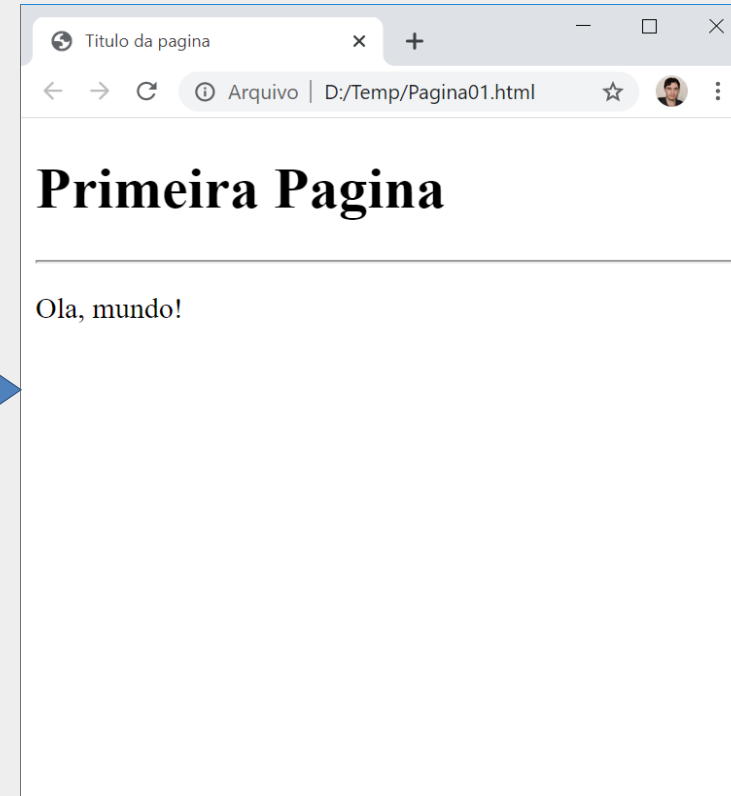 Titulo da pagina
Arquivo | D:/Temp/Pagina01.html
Primeira Pagina
Ola, mundo!